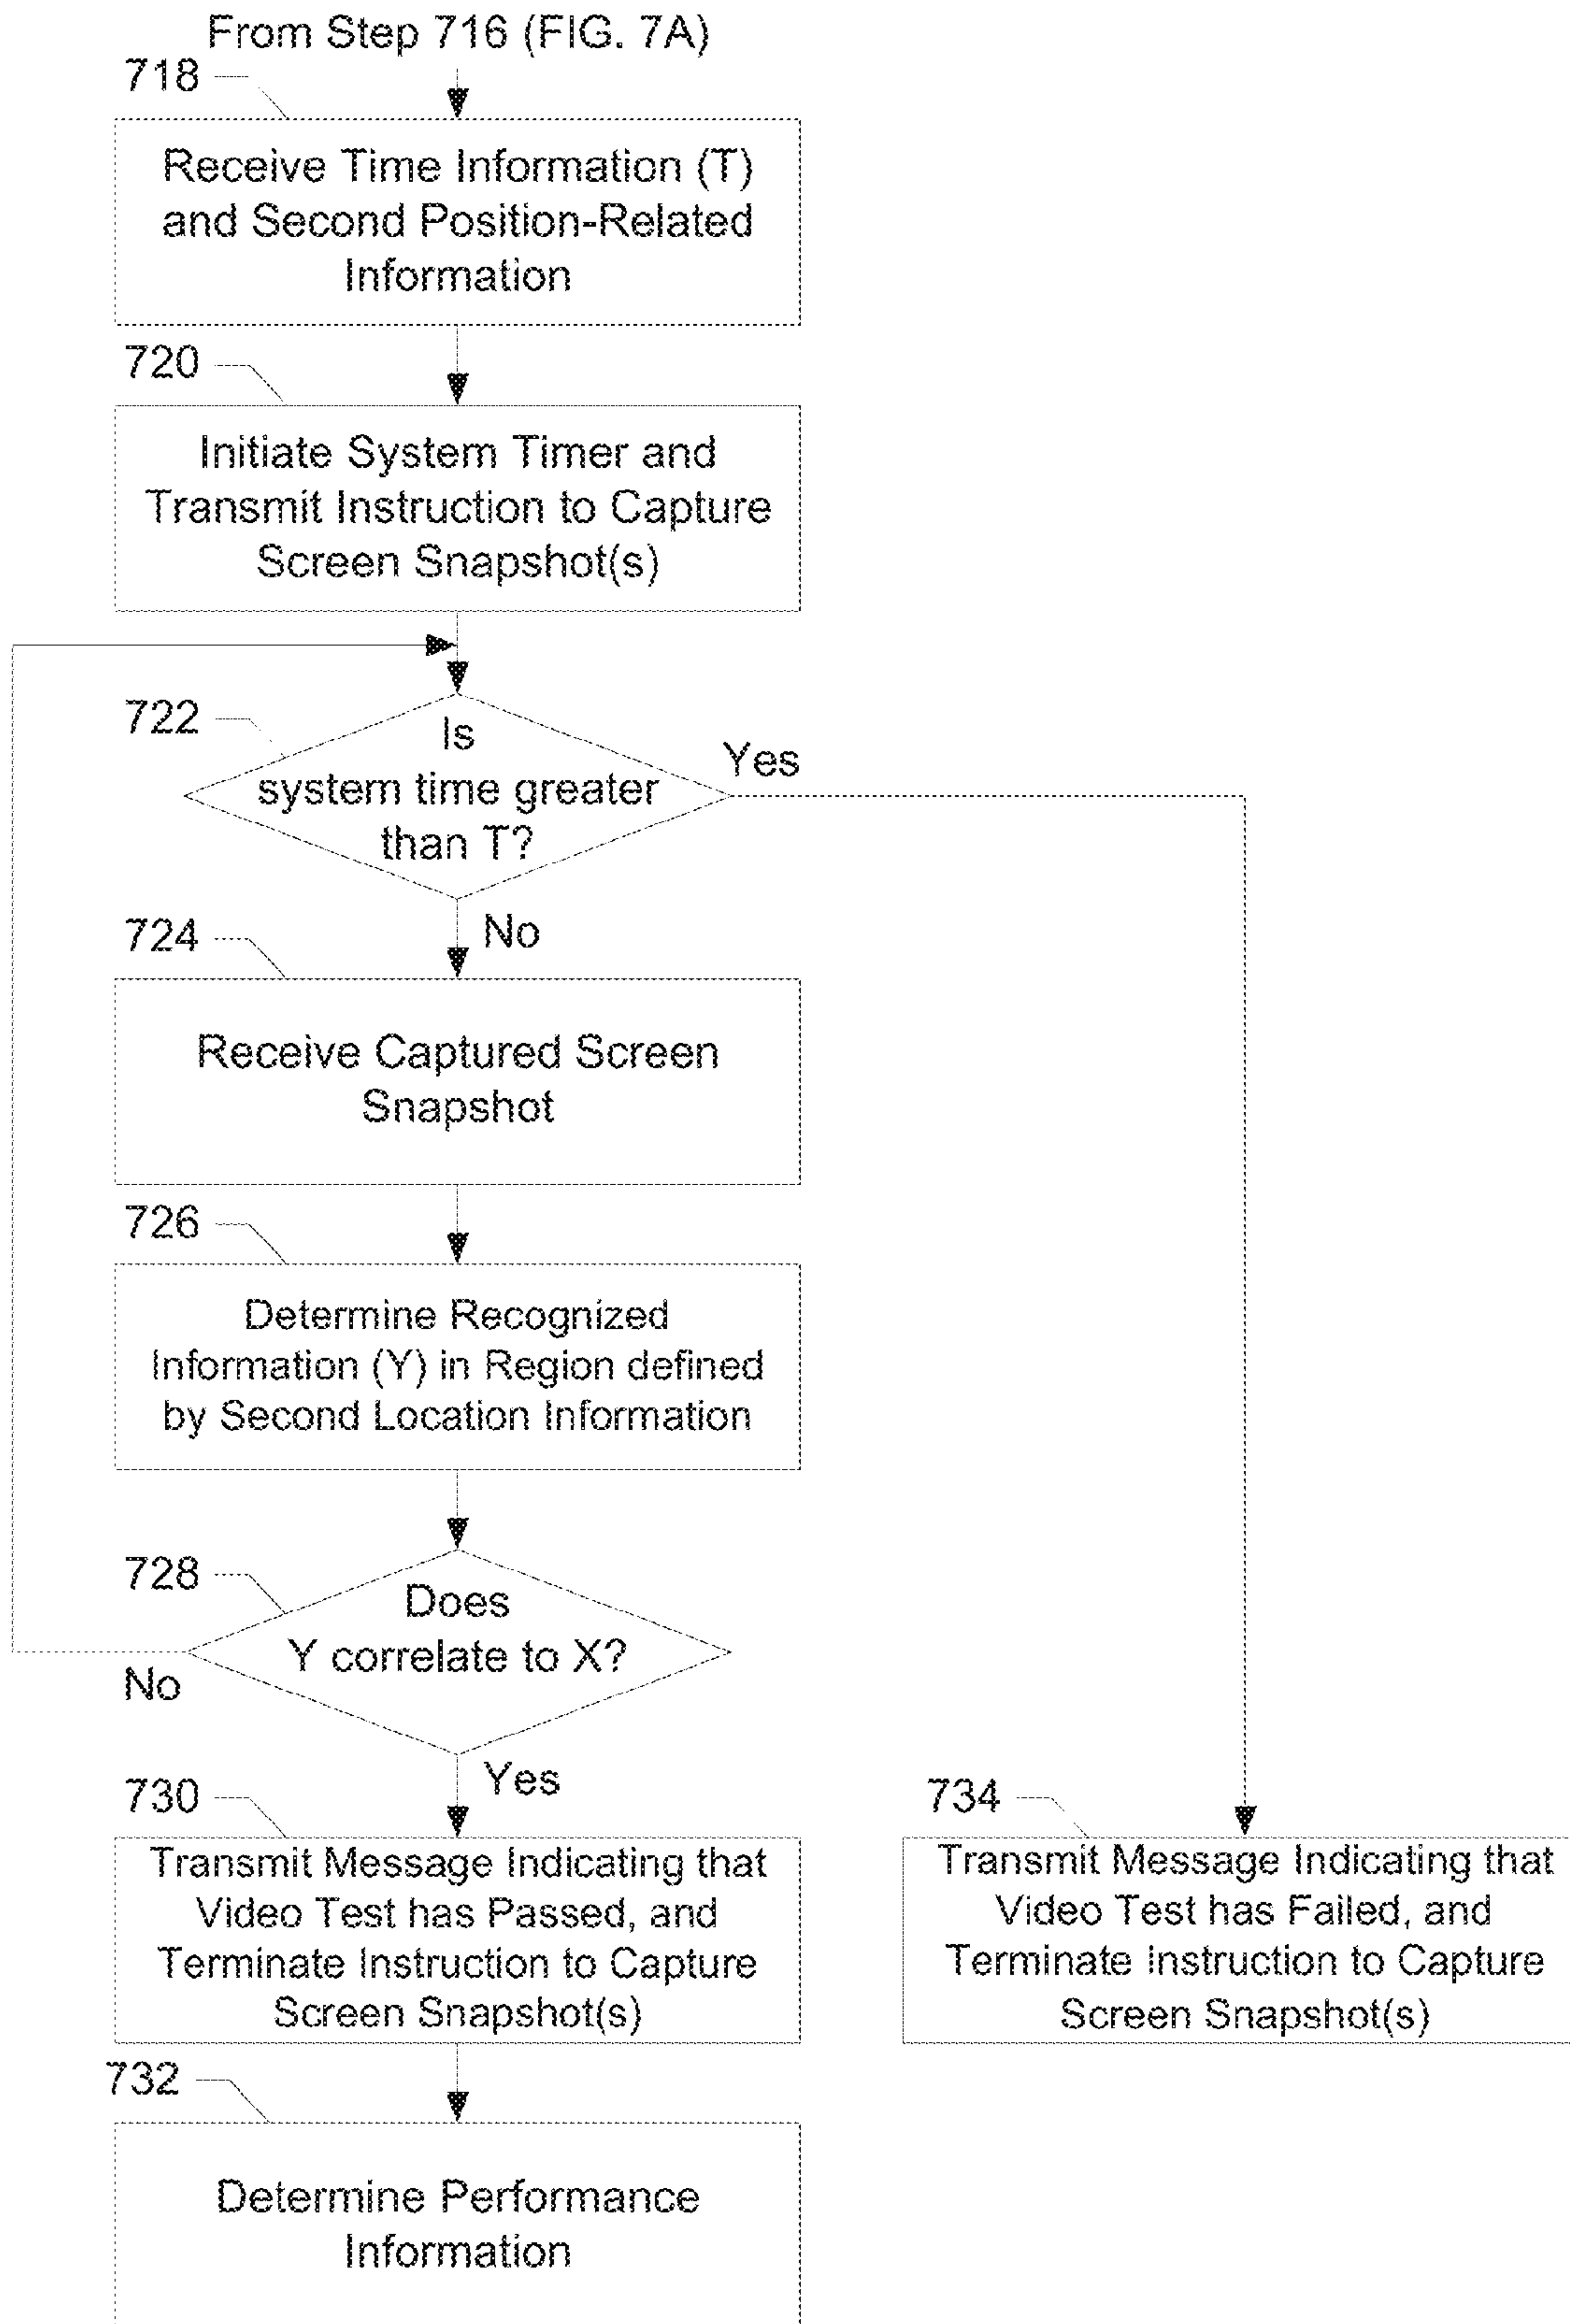 From Step 716 (FIG. 7A)
718
Receive Time Information (T)
and Second Position-Related
Information
720
Initiate System Timer and
Transmit Instruction to Capture
Screen Snapshot(s)
722
Is
system time greater
than T?
Yes
No
724
Receive Captured Screen
Snapshot
726
Determine Recognized
Information (Y) in Region defined
by Second Location Information
728
Does
Y correlate to X?
No
Yes
730
Transmit Message Indicating that
Video Test has Passed, and
Terminate Instruction to Capture
Screen Snapshot(s)
734
Transmit Message Indicating that
Video Test has Failed, and
Terminate Instruction to Capture
Screen Snapshot(s)
732
Determine Performance
Information